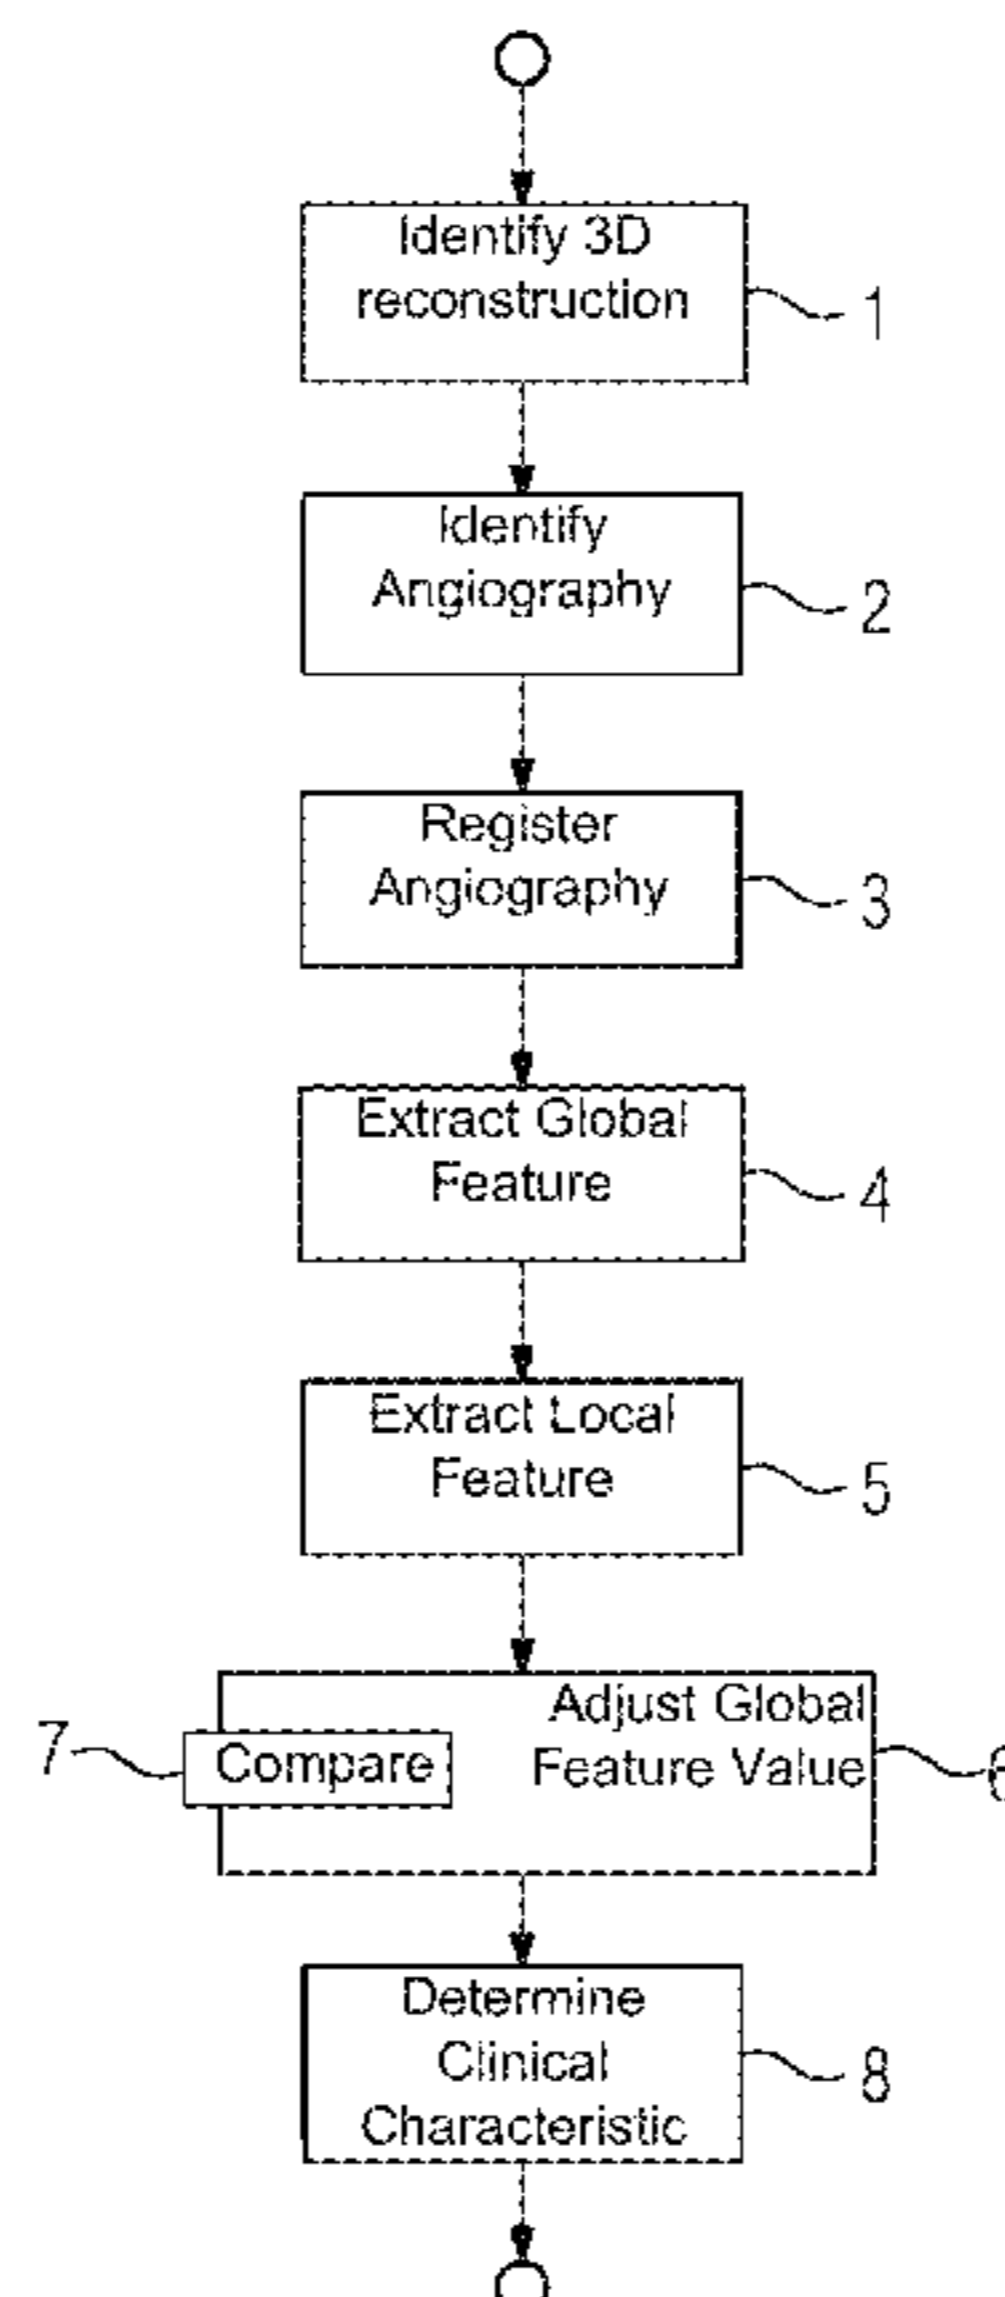 Identify 3D
reconstruction
1
Identify
Angiography
2
Register
Angiography
3
Extract Global
Feature
4
Extract Local
Feature
5
Adjust Global
Feature Value
6
7
Compare
Determine
Clinical
Characteristic
8